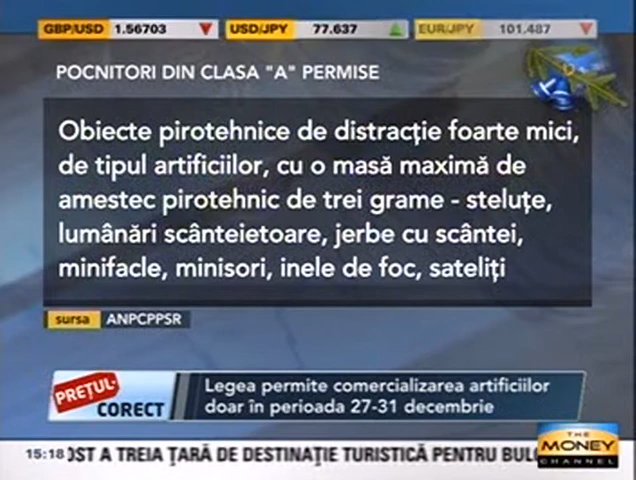 GBP/USD 1.56703 USD/JPY 77.637 EUR/JPY 101.487
POCNITORI DIN CLASA "A" PERMISE
Obiecte pirotehnice de distracție foarte mici,
de tipul artificiilor, cu o masă maximă de
amestec pirotehnic de trei grame - steluțe,
lumânări scânteietoare, jerbe cu scântei,
minifacle, minisori, inele de foc, sateliți
sursa ANPCPPSR
PREȚUL CORECT
Legea permite comercializarea artificiilor
doar în perioada 27-31 decembrie
15:18 OST A TREIA ȚARĂ DE DESTINAȚIE TURISTICĂ PENTRU BUL
THE
MONEY
CHANNEL